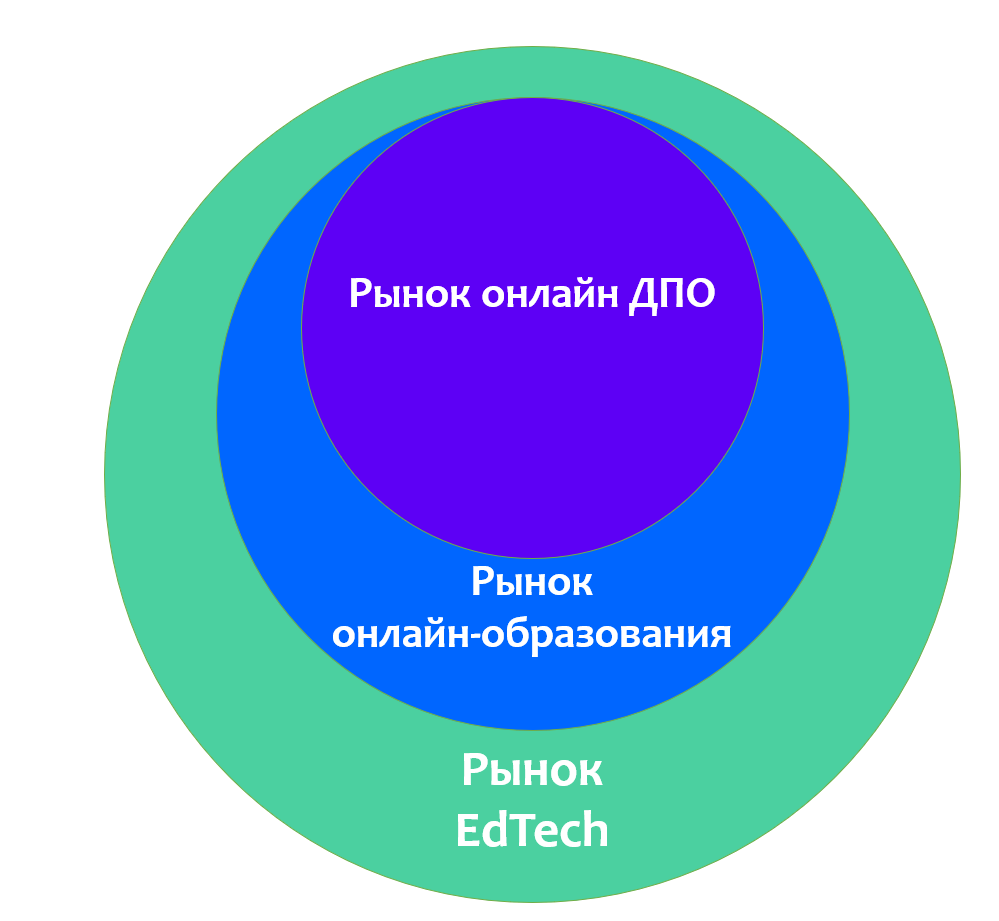 Рынок онлайн ДПО
Рынок
онлайн-образования
Рынок
EdTech